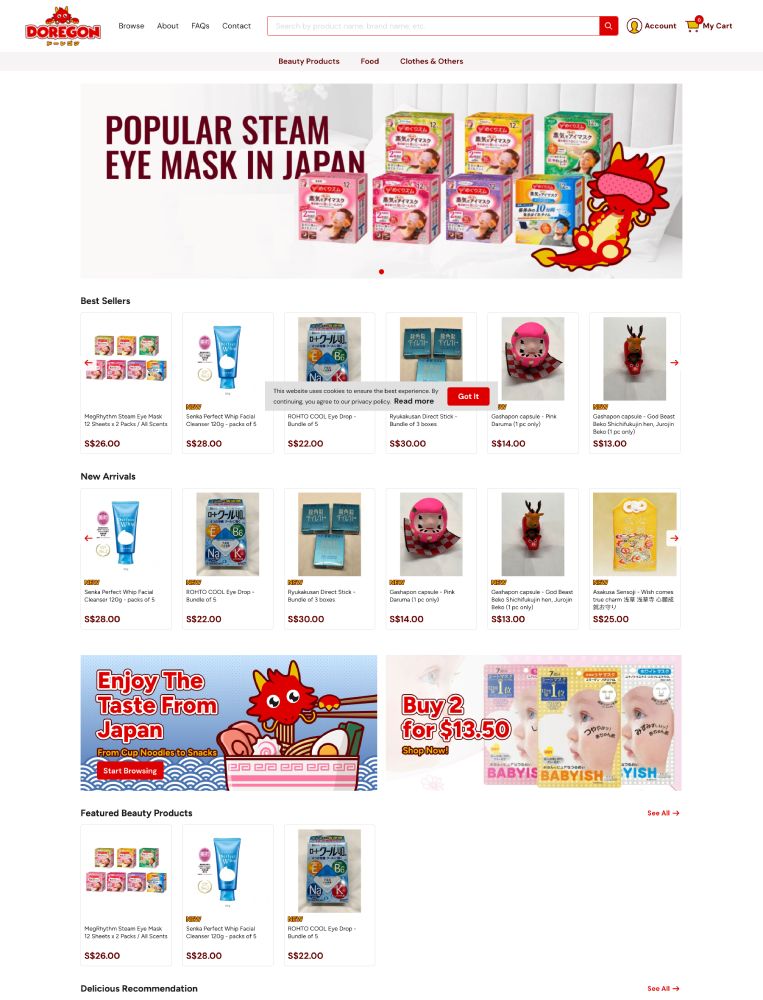 DOREGON
ドーレゴン
Browse
About
FAQs
Contact
Search by product name, brand name, etc...
Account
0
My Cart
Beauty Products
Food
Clothes & Others
POPULAR STEAM
EYE MASK IN JAPAN
Best Sellers
MegRhythm Steam Eye Mask
12 Sheets x 2 Packs / All Scents
S$26.00
NEW
Senka Perfect Whip Facial
Cleanser 120g - packs of 5
S$28.00
ROHTO COOL Eye Drop -
Bundle of 5
S$22.00
Ryukakusan Direct Stick -
Bundle of 3 boxes
S$30.00
Gashapon capsule - Pink
Daruma (1 pc only)
S$14.00
NEW
Gashapon capsule - God Beast
Beko Shichifukujin hen, Jurojin
Beko (1 pc only)
S$13.00
This website uses cookies to ensure the best experience. By
continuing, you agree to our privacy policy. Read more
Got It
New Arrivals
NEW
Senka Perfect Whip Facial
Cleanser 120g - packs of 5
S$28.00
NEW
ROHTO COOL Eye Drop -
Bundle of 5
S$22.00
NEW
Ryukakusan Direct Stick -
Bundle of 3 boxes
S$30.00
NEW
Gashapon capsule - Pink
Daruma (1 pc only)
S$14.00
NEW
Gashapon capsule - God Beast
Beko Shichifukujin hen, Jurojin
Beko (1 pc only)
S$13.00
NEW
Asakusa Sensoji - Wish comes
true charm 浅草 浅草寺 心願成
就お守り
S$25.00
Enjoy The
Taste From
Japan
From Cup Noodles to Snacks
Start Browsing
Buy 2
for $13.50
Shop Now!
BABYISH
BABYISH
YISH
Featured Beauty Products
See All →
MegRhythm Steam Eye Mask
12 Sheets x 2 Packs / All Scents
S$26.00
NEW
Senka Perfect Whip Facial
Cleanser 120g - packs of 5
S$28.00
NEW
ROHTO COOL Eye Drop -
Bundle of 5
S$22.00
Delicious Recommendation
See All →